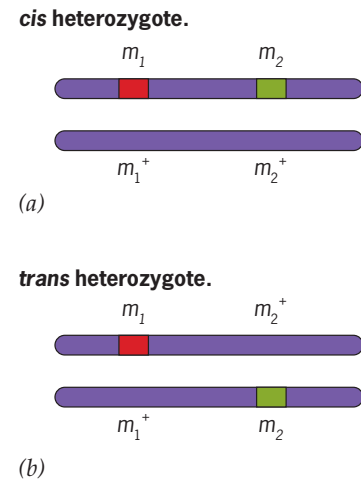 cis heterozygote.
m₁ m₂
m₁⁺ m₂⁺
(a)
trans heterozygote.
m₁ m₂⁺
m₁⁺ m₂
(b)